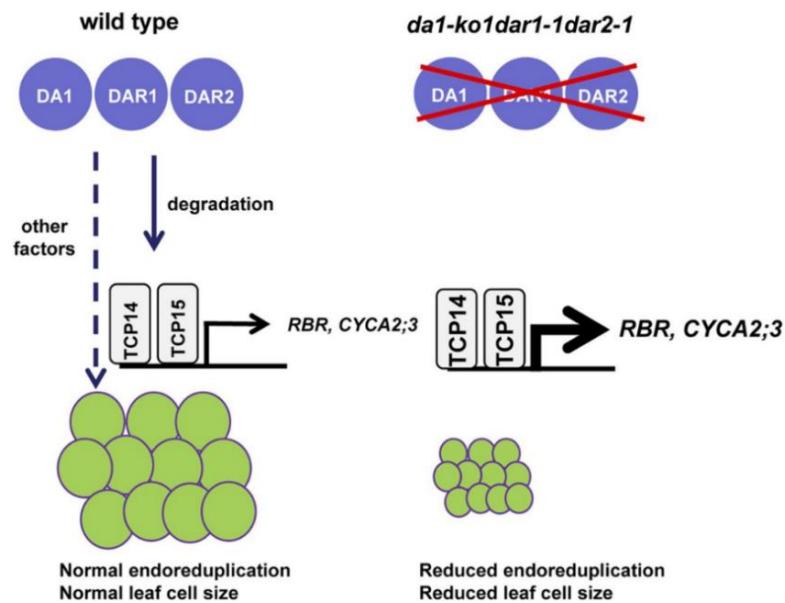 wild type
da1-ko1dar1-1dar2-1
DA1 DAR1 DAR2
DA1 DAR1 DAR2
degradation
other
factors
TCP14
TCP15
RBR, CYCA2;3
TCP14
TCP15
RBR, CYCA2;3
Normal endoreduplication
Normal leaf cell size
Reduced endoreduplication
Reduced leaf cell size